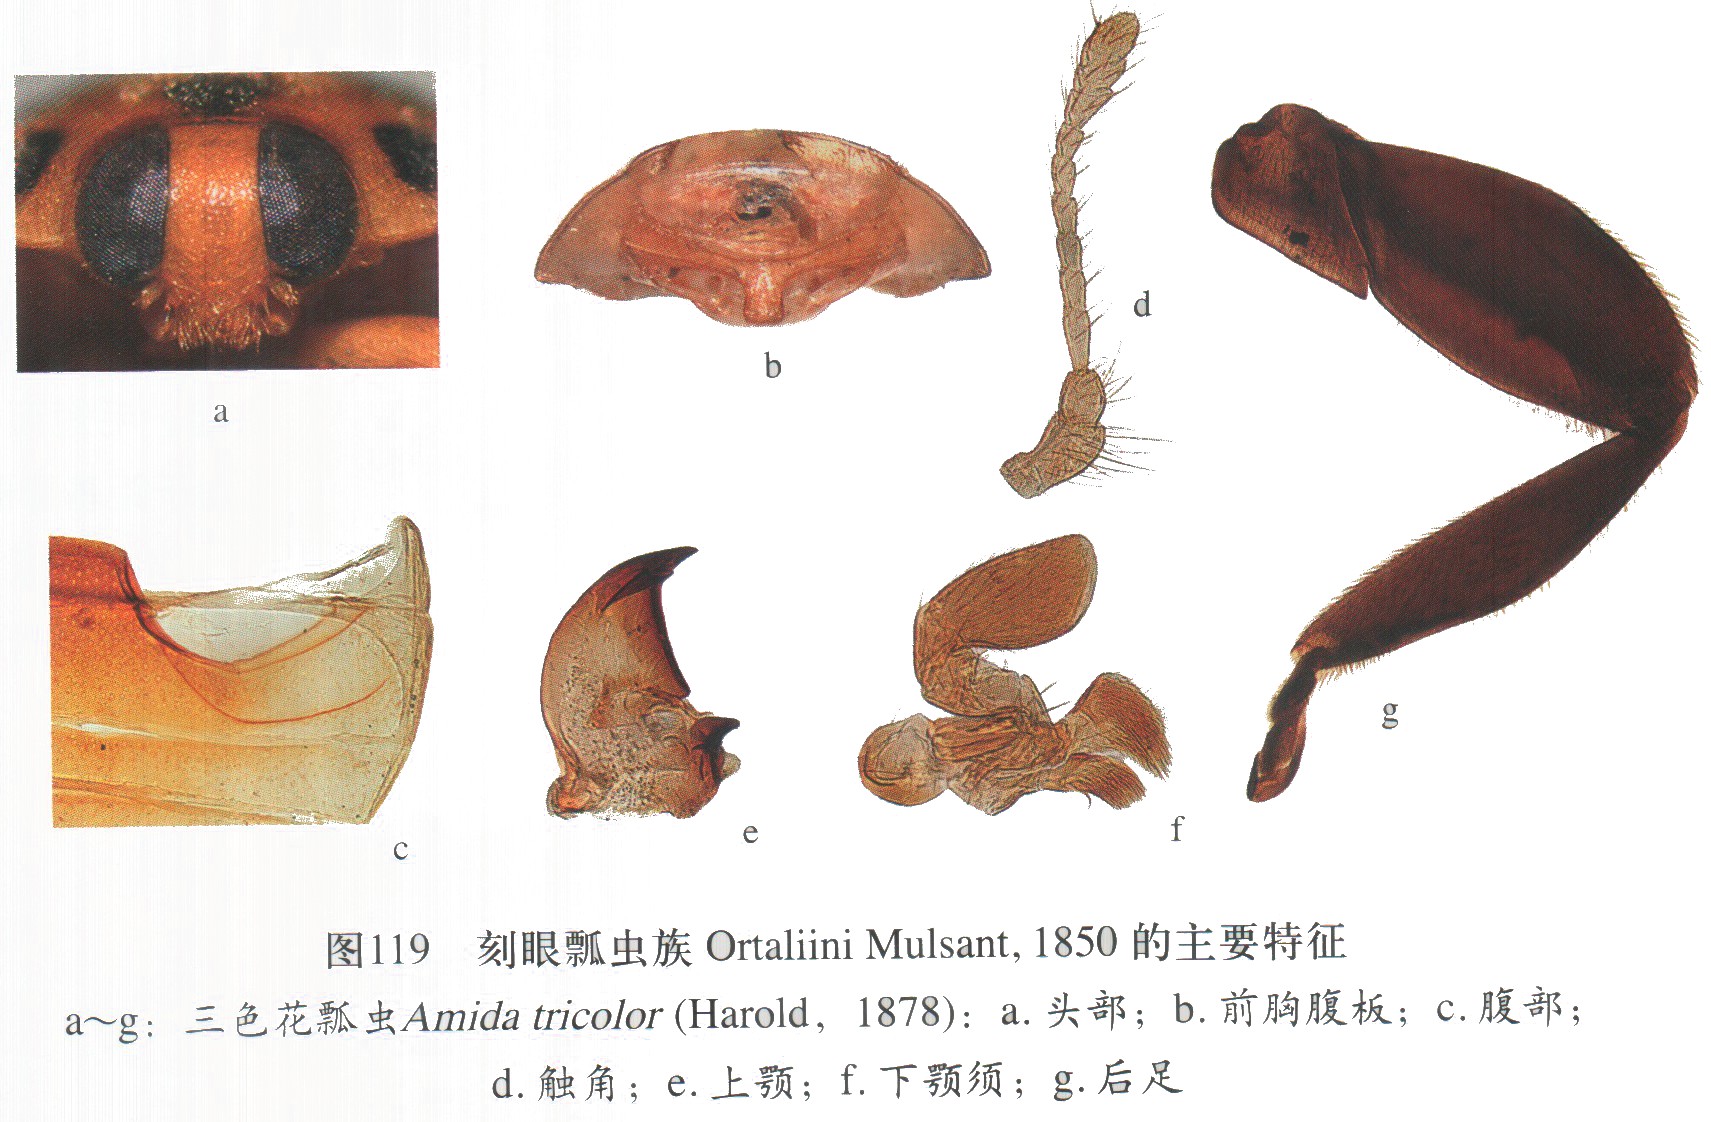 a
b
d
g
c
e
f
图119 刻眼瓢虫族 Ortaliini Mulsant, 1850 的主要特征
a～g：三色花瓢虫Amida tricolor (Harold, 1878)：a. 头部；b. 前胸腹板；c. 腹部；
d. 触角；e. 上颚；f. 下颚须；g. 后足